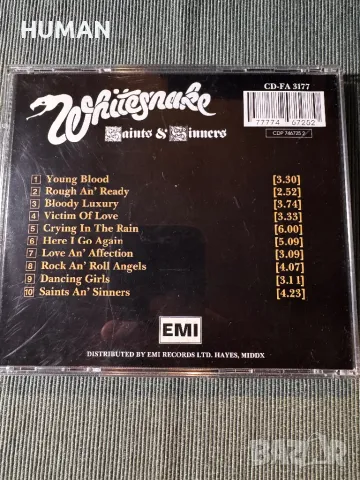 HUMAN
CD-FA 3177
Whitesnake
Saints & Sinners
77774 67202
CDP 746735 2
1 Young Blood [3.30]
2 Rough An' Ready [2.52]
3 Bloody Luxury [3.74]
4 Victim Of Love [3.33]
5 Crying In The Rain [6.00]
6 Here I Go Again [5.09]
7 Love An' Affection [3.09]
8 Rock An' Roll Angels [4.07]
9 Dancing Girls [3.11]
10 Saints An' Sinners [4.23]
EMI
DISTRIBUTED BY EMI RECORDS LTD. HAYES, MIDDX
БАZАР